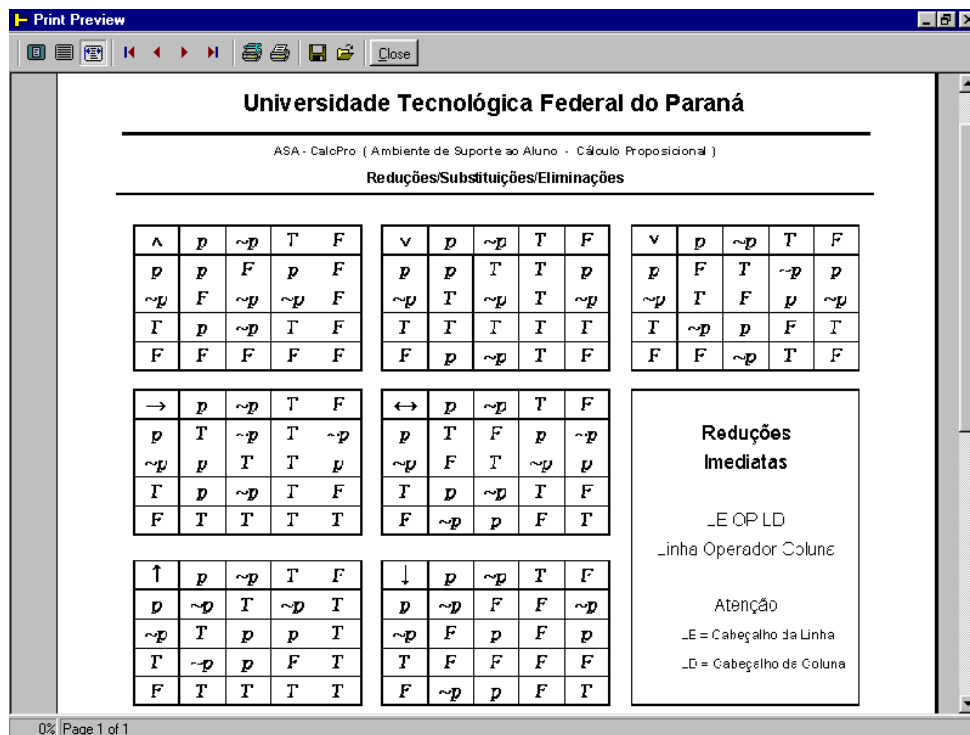 Print Preview
Close
Universidade Tecnológica Federal do Paraná
ASA - CalcPro ( Ambiente de Suporte ao Aluno - Cálculo Proposicional )
Reduções/Substituições/Eliminações
∧ p ~p T F
p p F p F
~p F ~p ~p F
T p ~p T F
F F F F F
∨ p ~p T F
p p T T p
~p T ~p T ~p
T T T T T
F p ~p T F
∨ p ~p T F
p F T ~p p
~p T F p ~p
T ~p p F T
F F ~p T F
→ p ~p T F
p T ~p T ~p
~p p T T p
T p ~p T F
F T T T T
↔ p ~p T F
p T F p ~p
~p F T ~p p
T p ~p T F
F ~p p F T
Reduções
Imediatas
LE OP LD
Linha Operador Coluna
Atenção
LE = Cabeçalho da Linha
LD = Cabeçalho da Coluna
↑ p ~p T F
p ~p T ~p T
~p T p p T
T ~p p F T
F T T T T
↓ p ~p T F
p ~p F F ~p
~p F p F p
T F F F F
F ~p p F T
0% Page 1 of 1